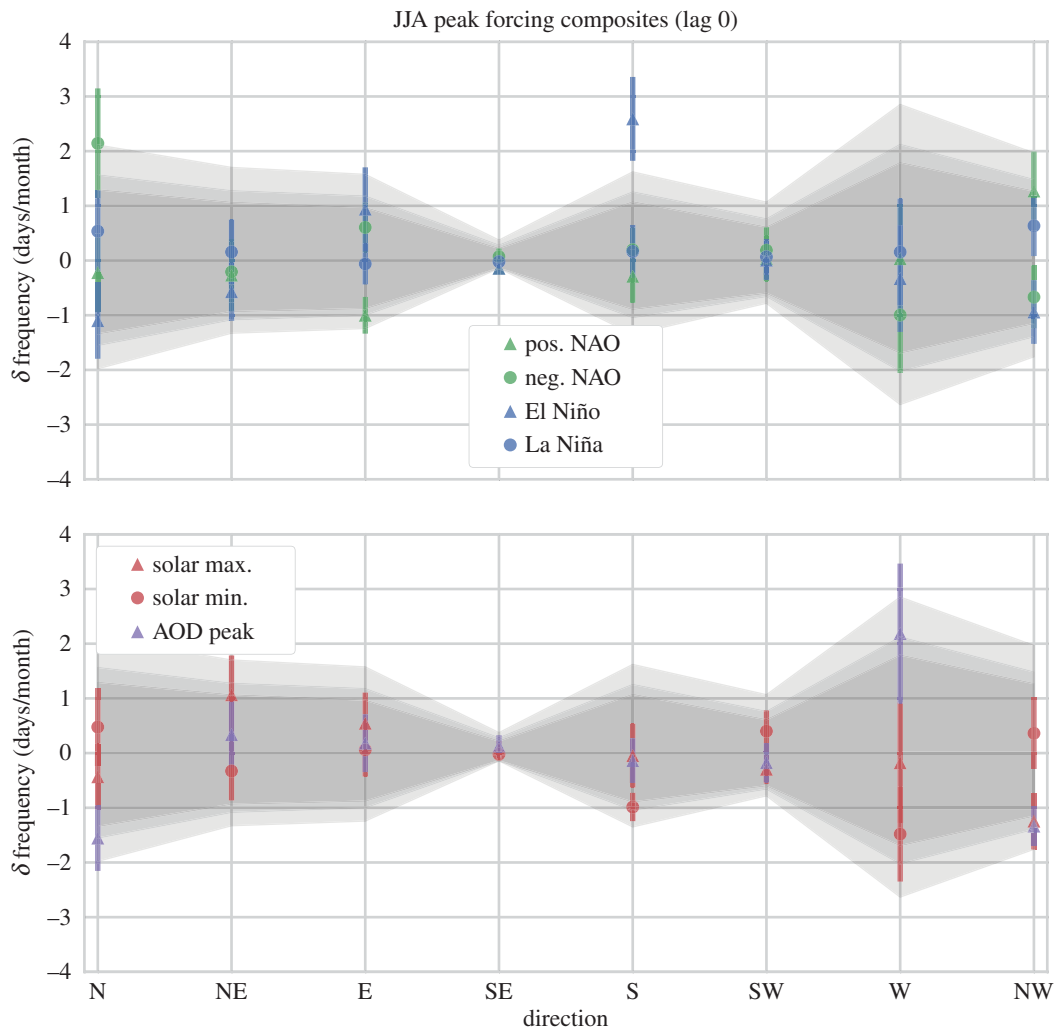 JJA peak forcing composites (lag 0)
4
3
2
1
0
−1
−2
−3
−4
δ frequency (days/month)
pos. NAO
neg. NAO
El Niño
La Niña
4
3
2
1
0
−1
−2
−3
−4
δ frequency (days/month)
solar max.
solar min.
AOD peak
N NE E SE S SW W NW
direction